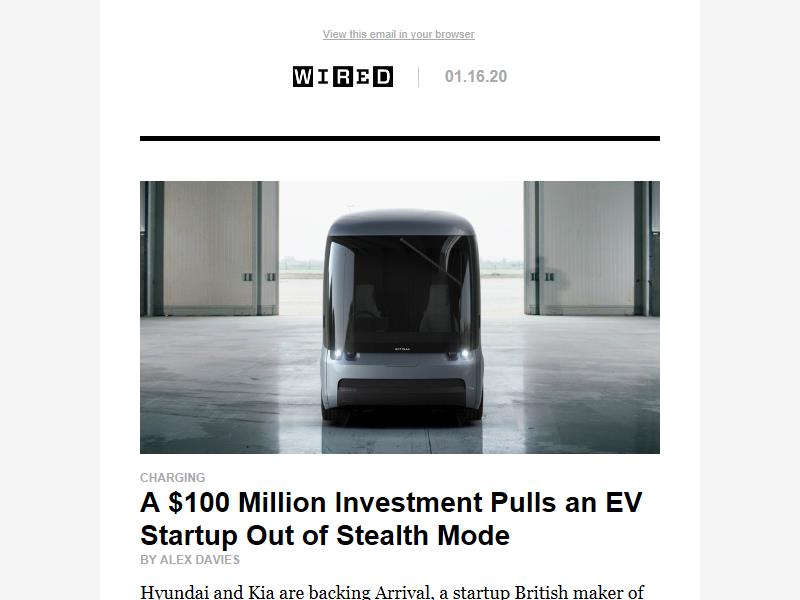 View this email in your browser
WIRED
01.16.20
CHARGING
A $100 Million Investment Pulls an EV
Startup Out of Stealth Mode
BY ALEX DAVIES
Hyundai and Kia are backing Arrival, a startup British maker of